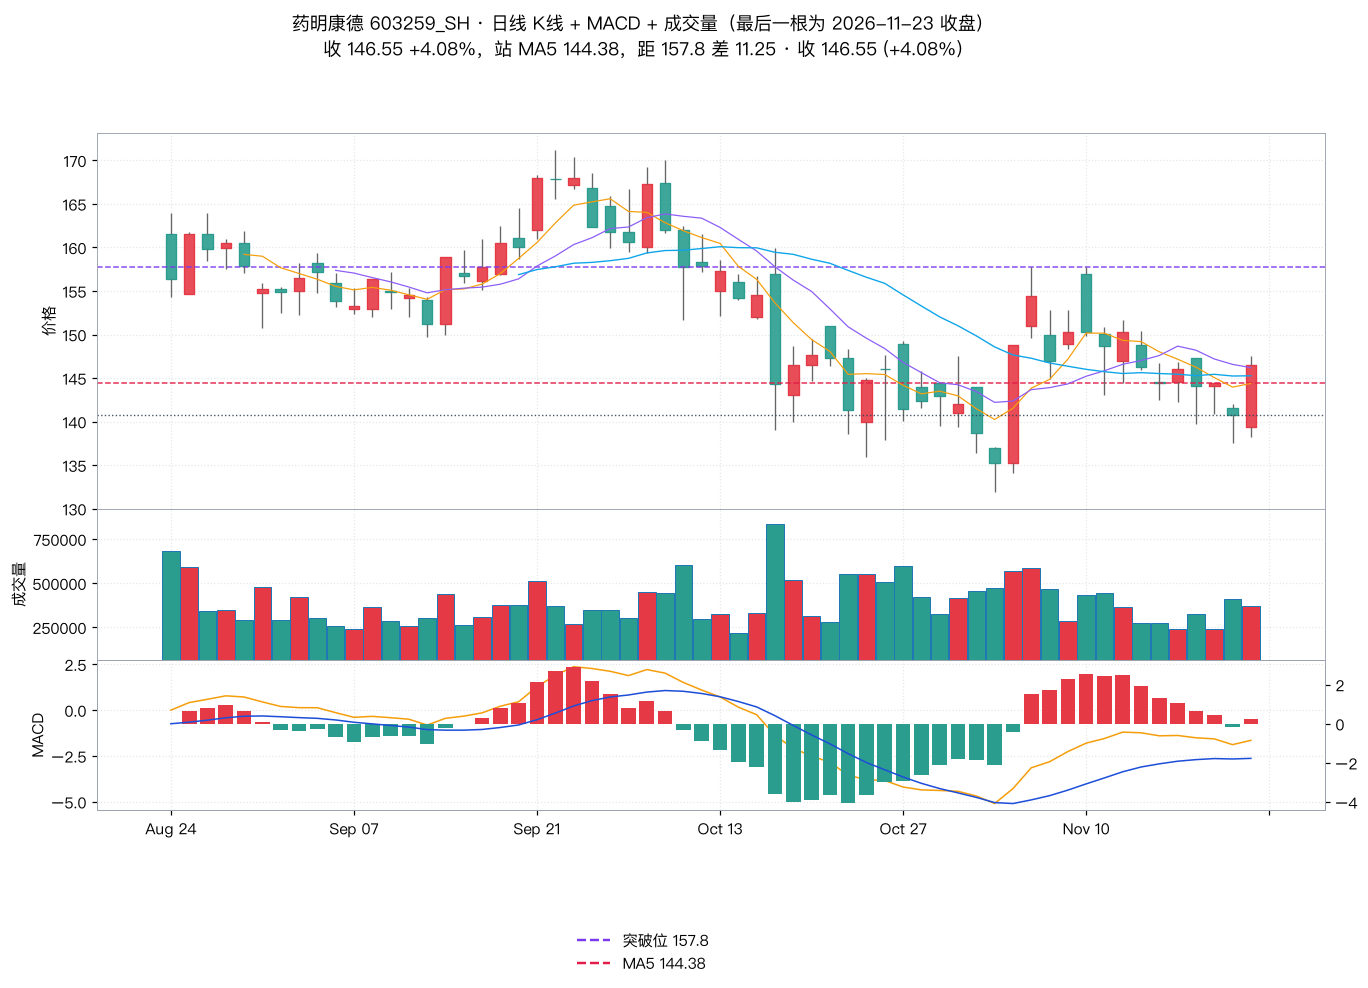 药明康德 603259_SH · 日线 K线 + MACD + 成交量（最后一根为 2026−11−23 收盘）
收 146.55 +4.08%，站 MA5 144.38，距 157.8 差 11.25 · 收 146.55 (+4.08%)
价格
170
165
160
155
150
145
140
135
130
成交量
750000
500000
250000
MACD
2.5
0.0
−2.5
−5.0
2
0
−2
−4
Aug 24
Sep 07
Sep 21
Oct 13
Oct 27
Nov 10
突破位 157.8
MA5 144.38